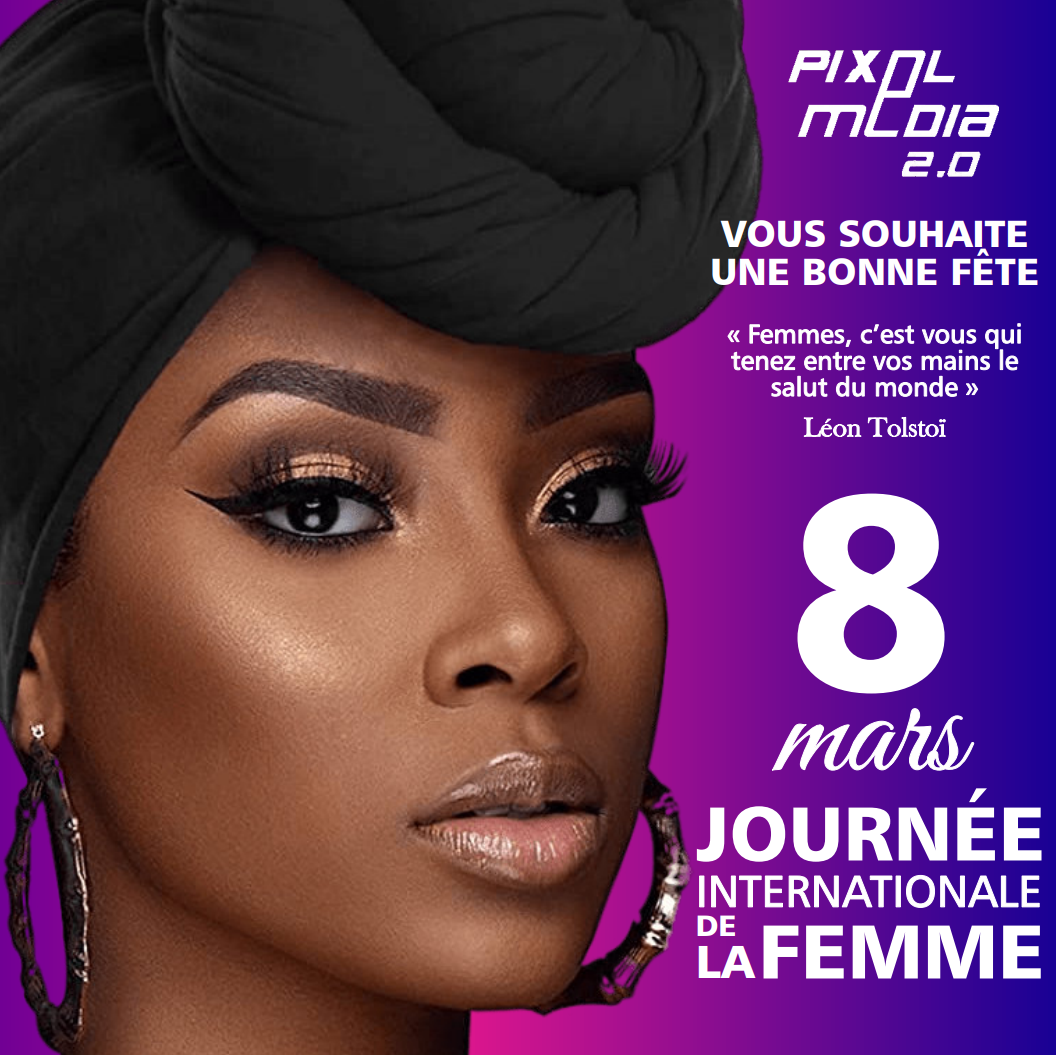 PIXEL
MEDIA
2.0
VOUS SOUHAITE
UNE BONNE FÊTE
« Femmes, c’est vous qui
tenez entre vos mains le
salut du monde »
Léon Tolstoï
8
mars
JOURNÉE
INTERNATIONALE
DE
LA FEMME